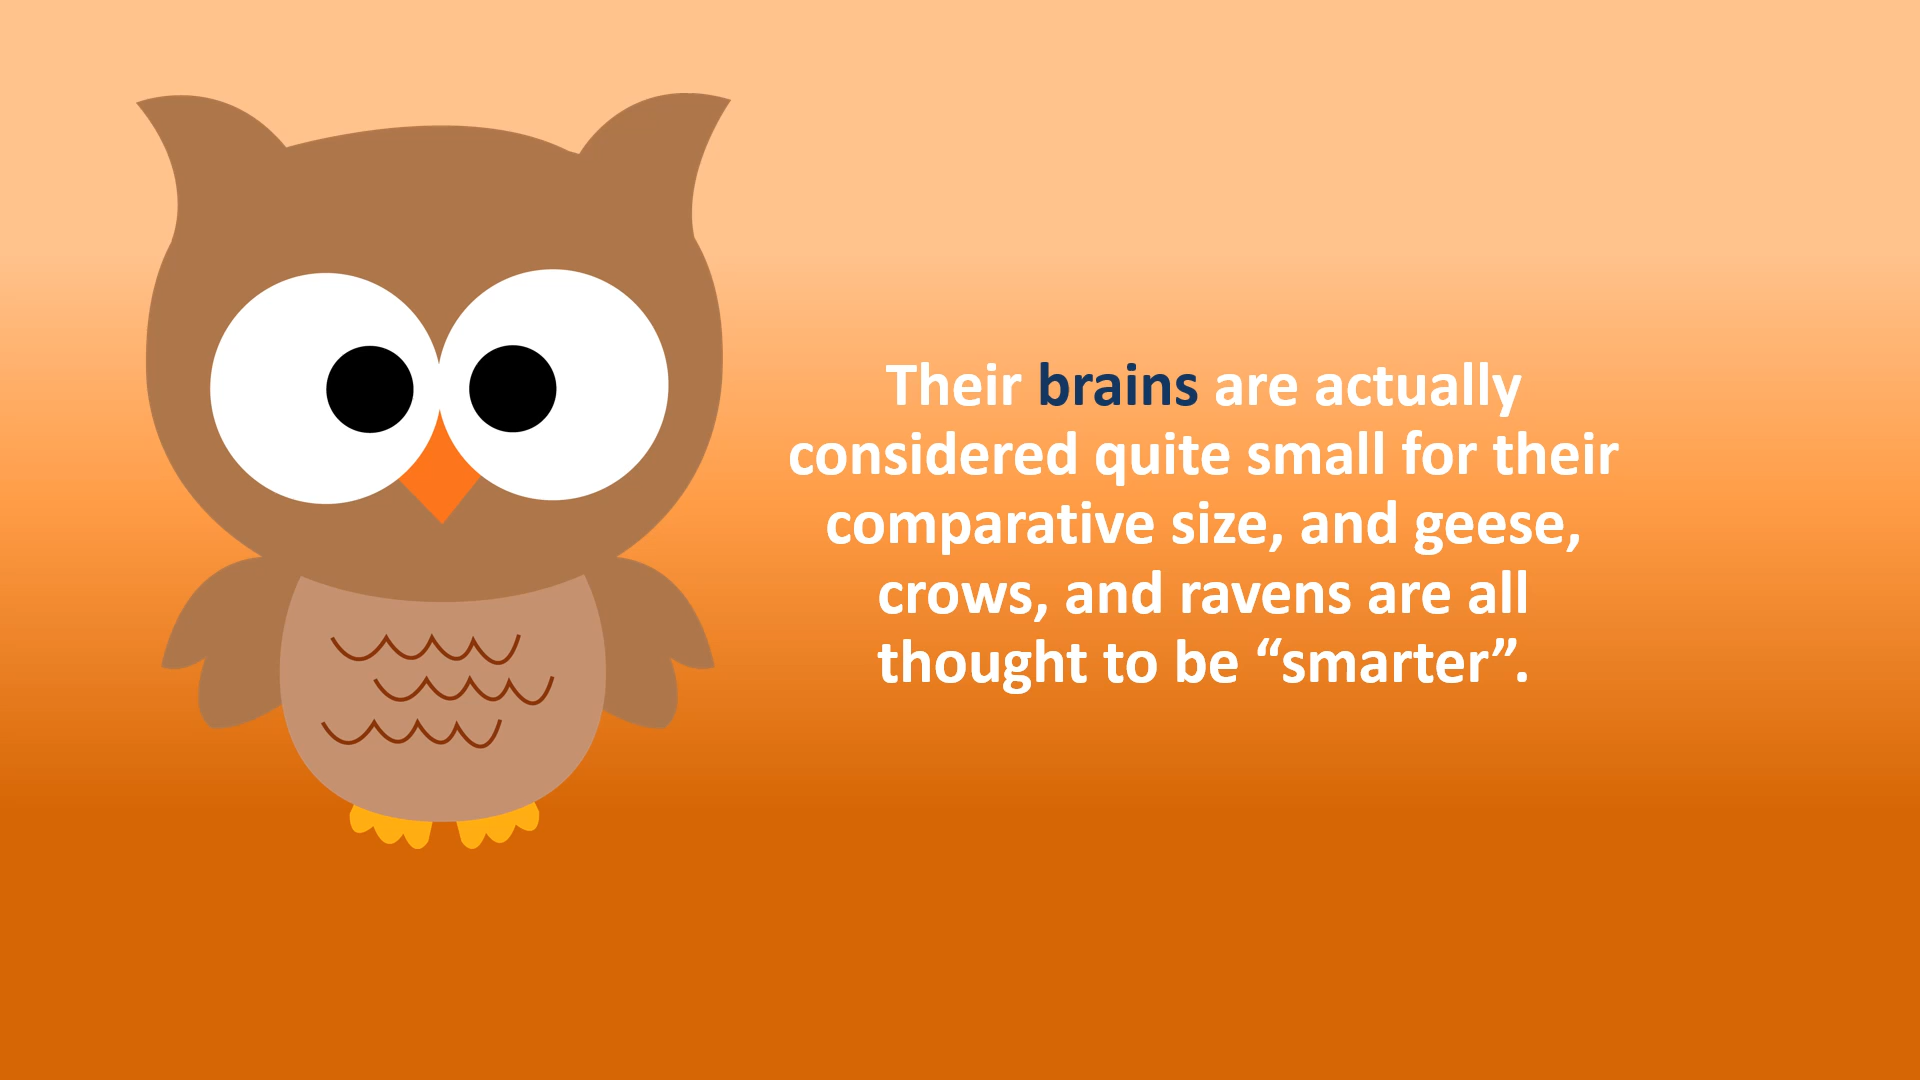 Their brains are actually
considered quite small for their
comparative size, and geese,
crows, and ravens are all
thought to be “smarter”.